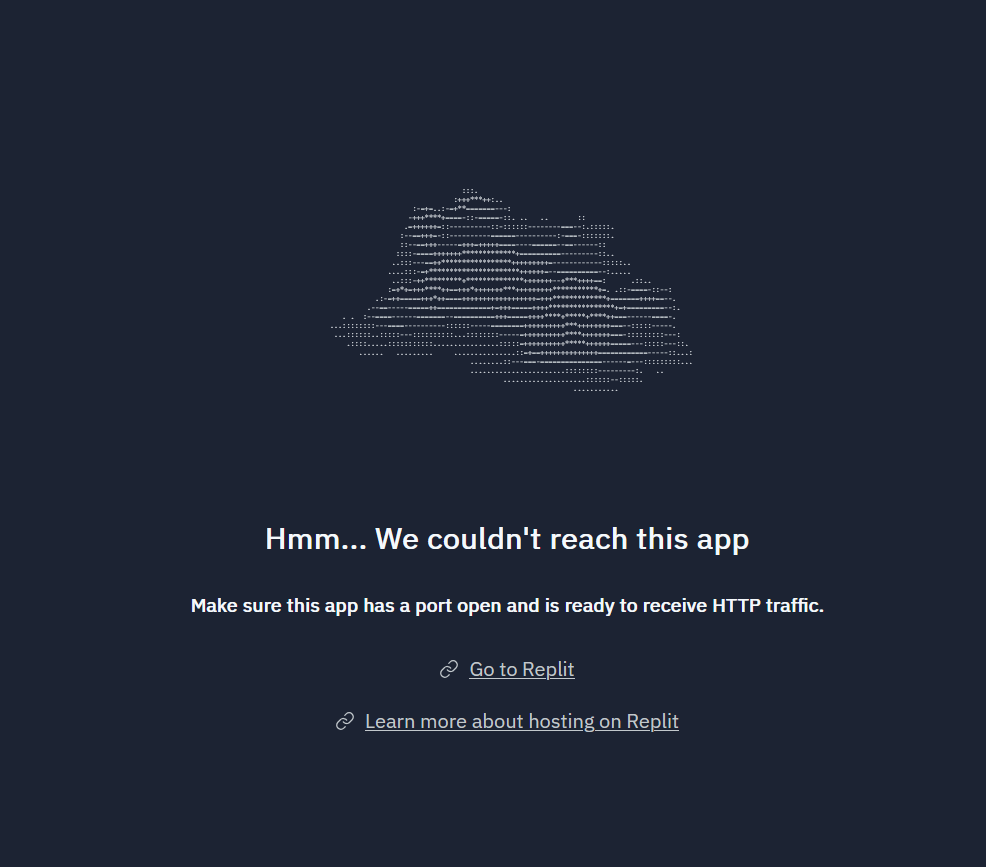 Hmm... We couldn't reach this app
Make sure this app has a port open and is ready to receive HTTP traffic.
Go to Replit
Learn more about hosting on Replit